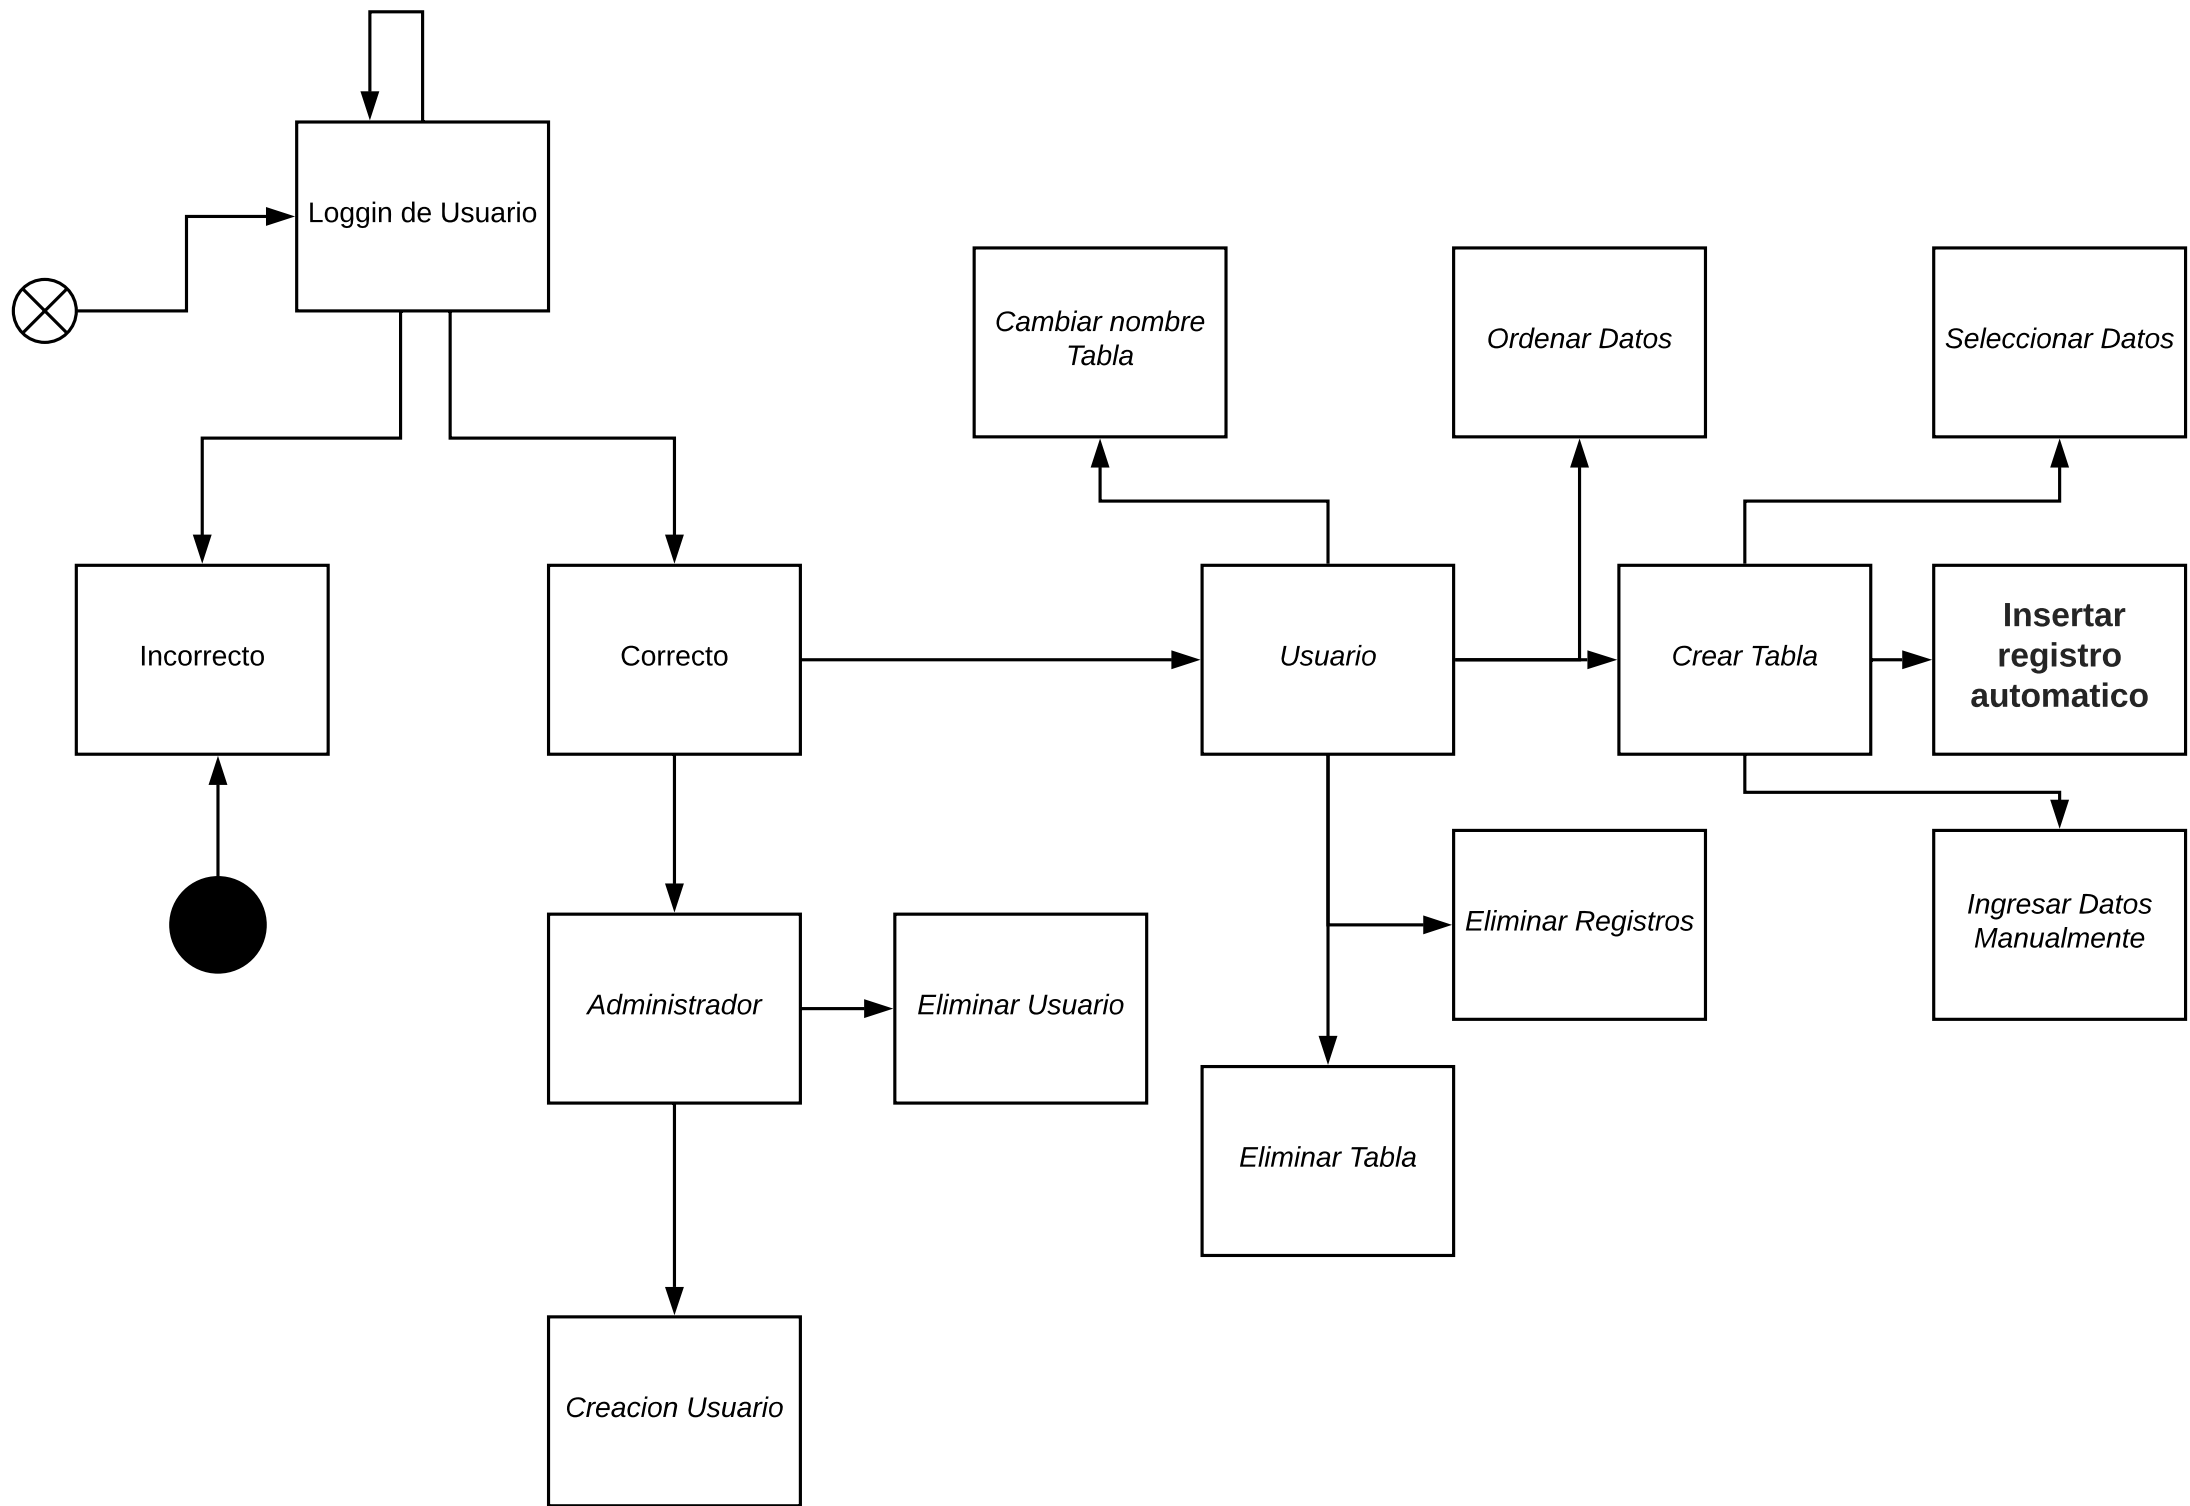 Loggin de Usuario
Cambiar nombre
Tabla
Ordenar Datos
Seleccionar Datos
Incorrecto
Correcto
Usuario
Crear Tabla
Insertar
registro
automatico
Eliminar Registros
Ingresar Datos
Manualmente
Administrador
Eliminar Usuario
Eliminar Tabla
Creacion Usuario